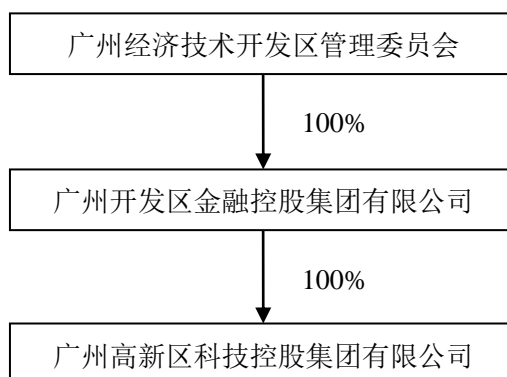 广州经济技术开发区管理委员会
100%
广州开发区金融控股集团有限公司
100%
广州高新区科技控股集团有限公司